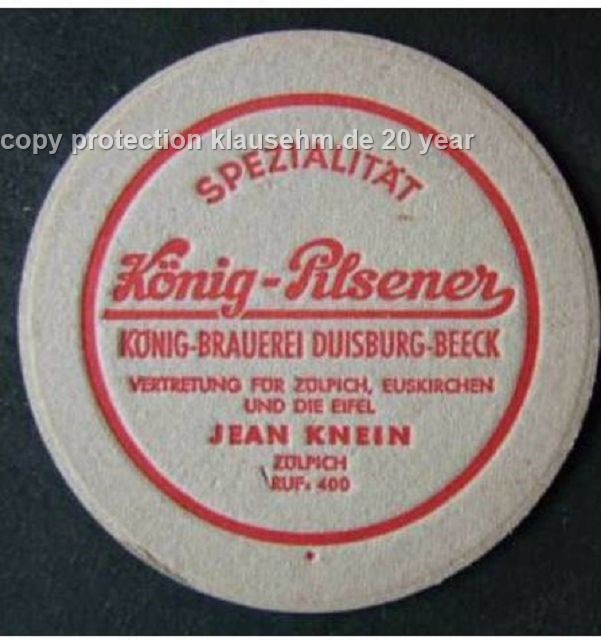 copy protection klausehm.de 20 year
SPEZIALITÄT
König-Pilsener
KÖNIG-BRAUEREI DUISBURG-BEECK
VERTRETUNG FÜR ZÜLPICH, EUSKIRCHEN
UND DIE EIFEL
JEAN KNEIN
ZÜLPICH
RUF: 400